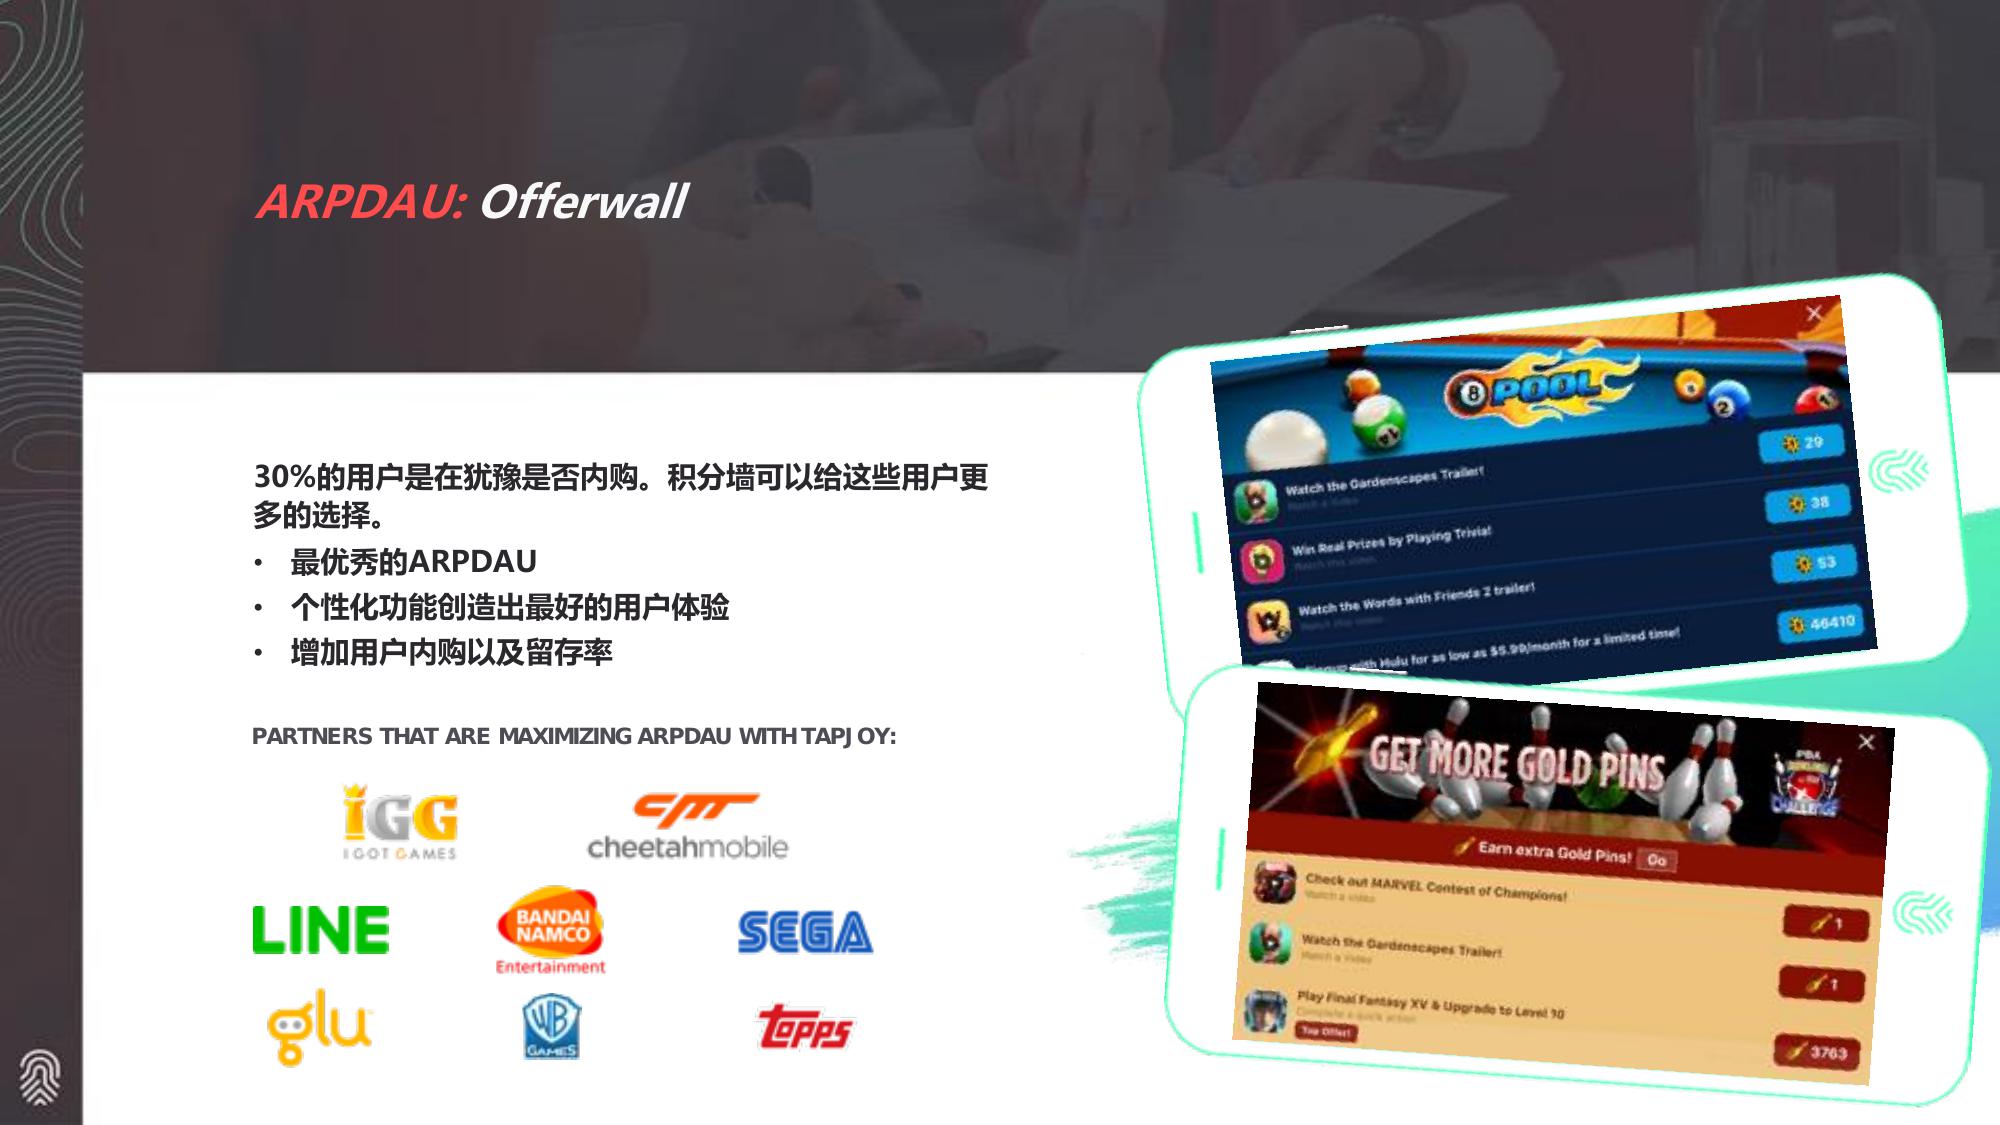 ARPDAU: Offerwall
30%的用户是在犹豫是否内购。积分墙可以给这些用户更
多的选择。
• 最优秀的ARPDAU
• 个性化功能创造出最好的用户体验
• 增加用户内购以及留存率
PARTNERS THAT ARE MAXIMIZING ARPDAU WITH TAPJOY:
IGG
I GOT GAMES
cheetahmobile
LINE
BANDAI
NAMCO
Entertainment
SEGA
glu
WB
GAMES
Topps
8 POOL
Watch the Gardenscapes Trailer!
29
Win Real Prizes by Playing Trivia!
38
Watch the Words with Friends 2 trailer!
53
with Hulu for as low as $5.99/month for a limited time!
46410
GET MORE GOLD PINS
PBA
BOWLING
CHALLENGE
Earn extra Gold Pins! Go
Check out MARVEL Contest of Champions!
Watch a video
1
Watch the Gardenscapes Trailer!
Watch a video
1
Play Final Fantasy XV & Upgrade to Level 10
Complete a quick action
Top Offer!
3763